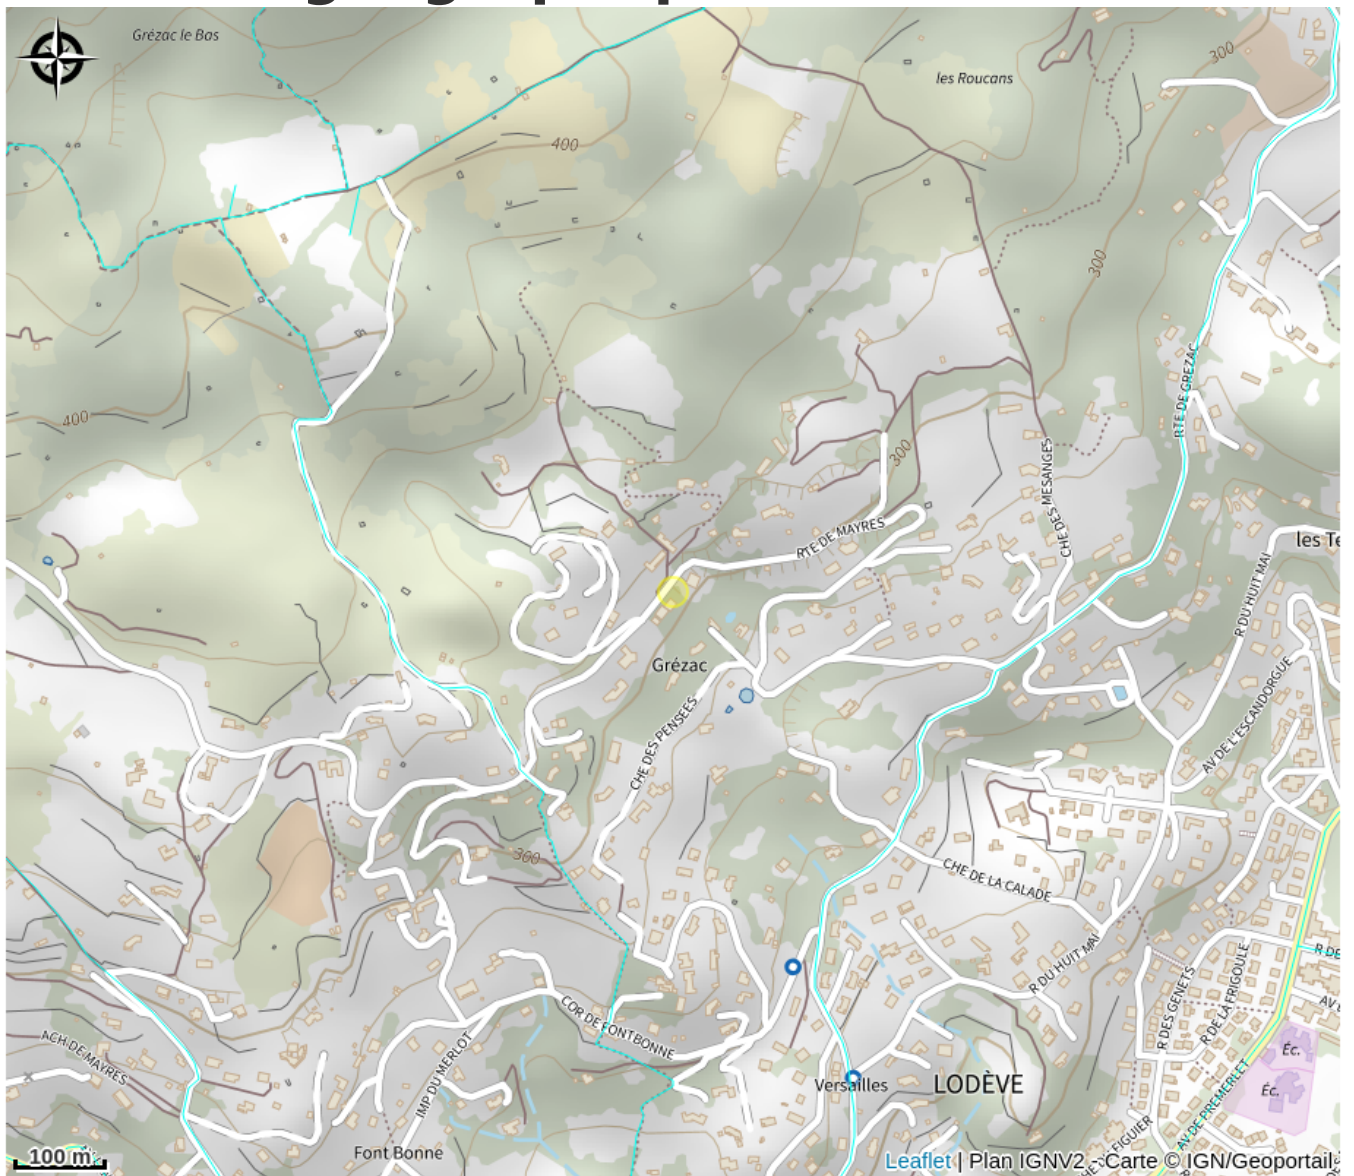 Grézac le Bas
les Roucans
300
400
300
RTE DE GREZAC
400
300
CHE DES MESANGES
RTE DE MAYRES
les Te
R DU HUIT MAI
Grézac
AV DE L'ESCANDORGUE
CHE DES PENSEES
300
CHE DE LA CALADE
R DU HUIT MAI
R DE LA FRIGOULE
R DES GENETS
R DE
AV
COR DE FONTBONNE
ACH DE MAYRES
IMP DU MERLOT
Éc.
Versailles
LODÈVE
Éc.
AV DE PREMERLET
FIGUIER
Font Bonne
100 m
Leaflet | Plan IGNV2 - Carte © IGN/Geoportail